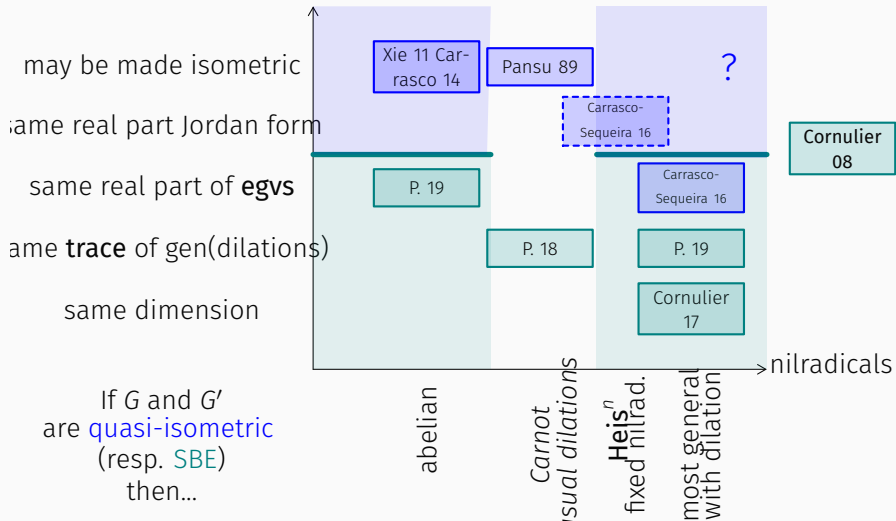 may be made isometric
Xie 11 Car-
rasco 14
Pansu 89
?
same real part Jordan form
Carrasco-
Sequeira 16
Cornulier
08
same real part of egvs
P. 19
Carrasco-
Sequeira 16
ame trace of gen(dilations)
P. 18
P. 19
same dimension
Cornulier
17
nilradicals
If G and G′
are quasi-isometric
(resp. SBE)
then...
abelian
Carnot
usual dilations
Heisⁿ
fixed nilrad.
most general
with dilation